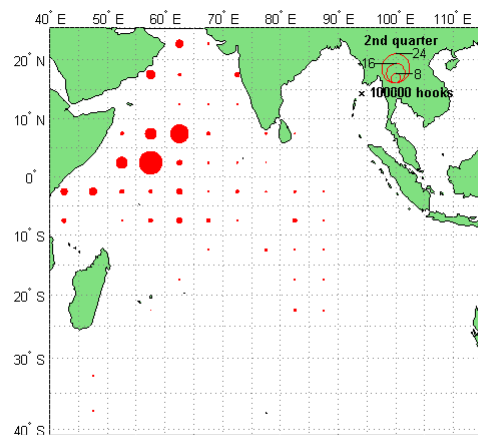 40° E 50° E 60° E 70° E 80° E 90° E 100° E 110° E
2nd quarter
24
16
8
× 100000 hooks
20° N
10° N
0°
10° S
20° S
30° S
40° S